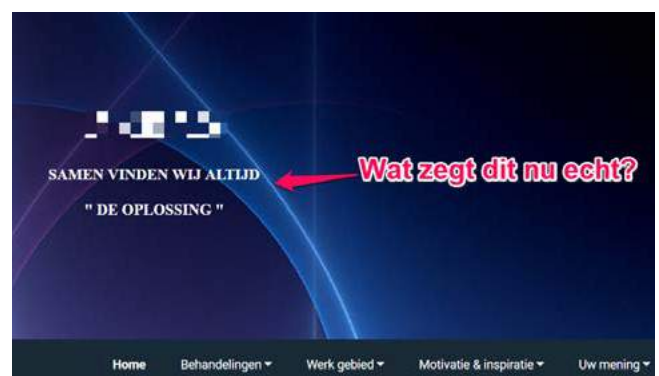 SAMEN VINDEN WIJ ALTIJD
Wat zegt dit nu echt?
" DE OPLOSSING "
Home Behandelingen Werk gebied Motivatie & inspiratie Uw mening